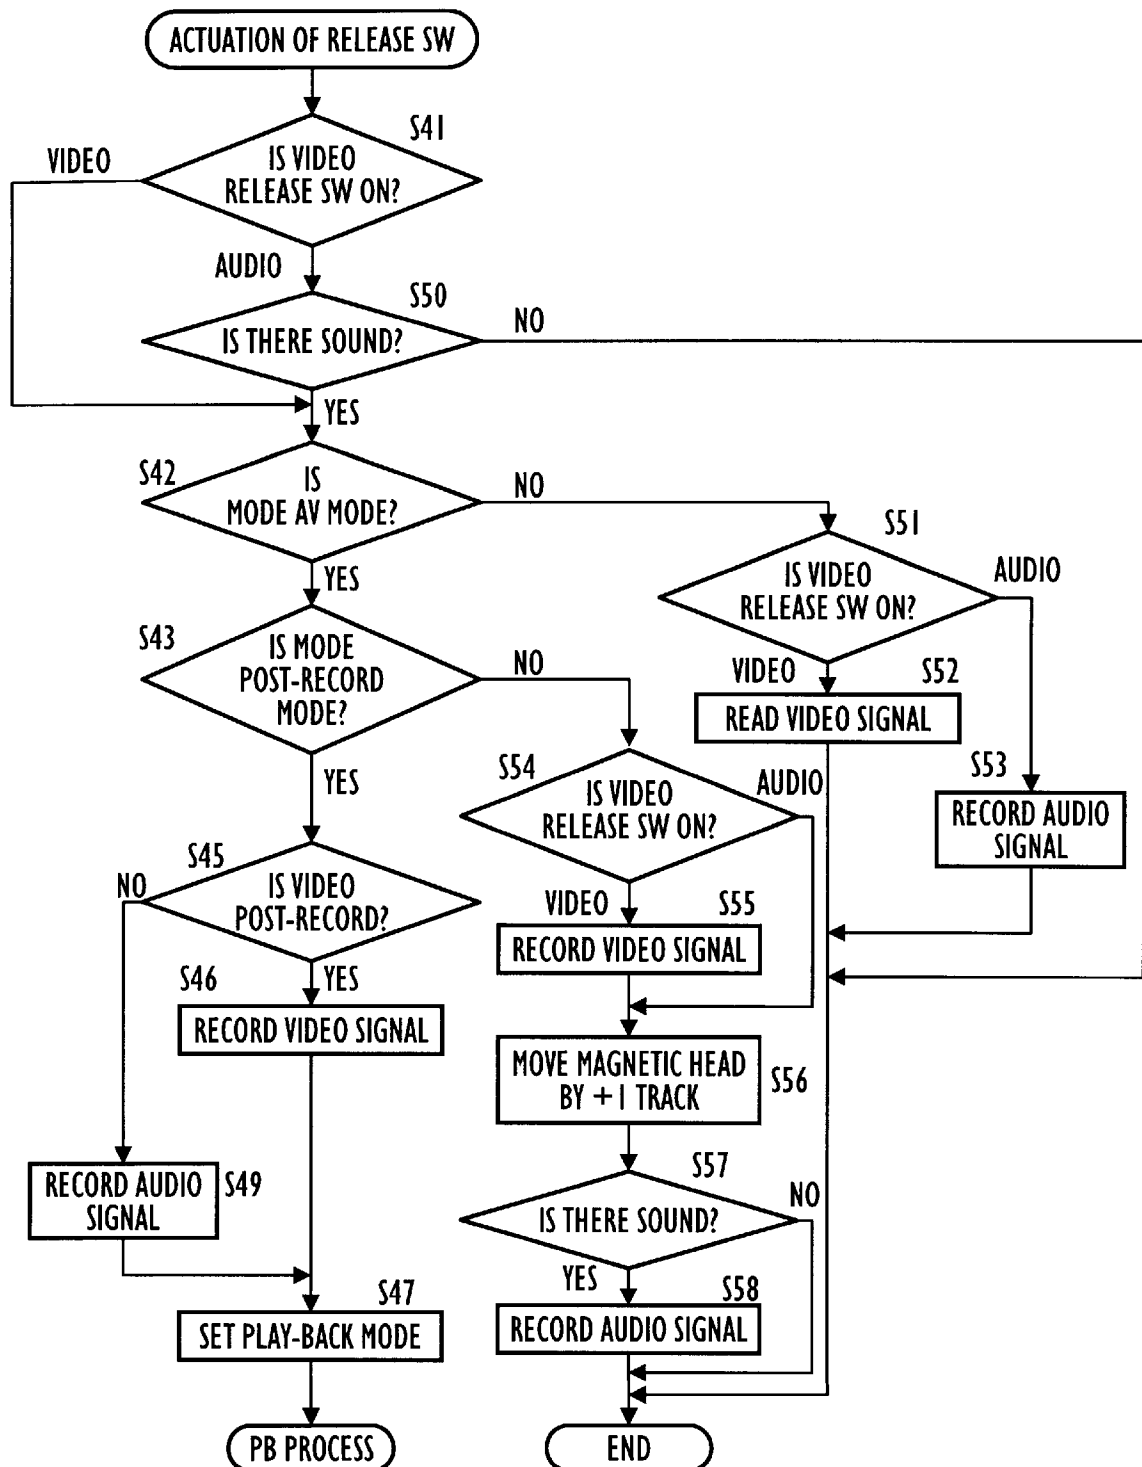 ACTUATION OF RELEASE SW
S41
VIDEO
IS VIDEO
RELEASE SW ON?
AUDIO
S50
IS THERE SOUND?
NO
YES
S42
IS
MODE AV MODE?
NO
YES
S51
IS VIDEO
RELEASE SW ON?
AUDIO
VIDEO
S52
READ VIDEO SIGNAL
S53
RECORD AUDIO
SIGNAL
S43
IS MODE
POST-RECORD
MODE?
NO
YES
S54
IS VIDEO
RELEASE SW ON?
AUDIO
VIDEO
S55
RECORD VIDEO SIGNAL
S45
NO
IS VIDEO
POST-RECORD?
YES
S46
RECORD VIDEO SIGNAL
MOVE MAGNETIC HEAD
BY +1 TRACK
S56
S57
IS THERE SOUND?
NO
YES
S58
RECORD AUDIO SIGNAL
RECORD AUDIO
SIGNAL
S49
S47
SET PLAY-BACK MODE
PB PROCESS
END